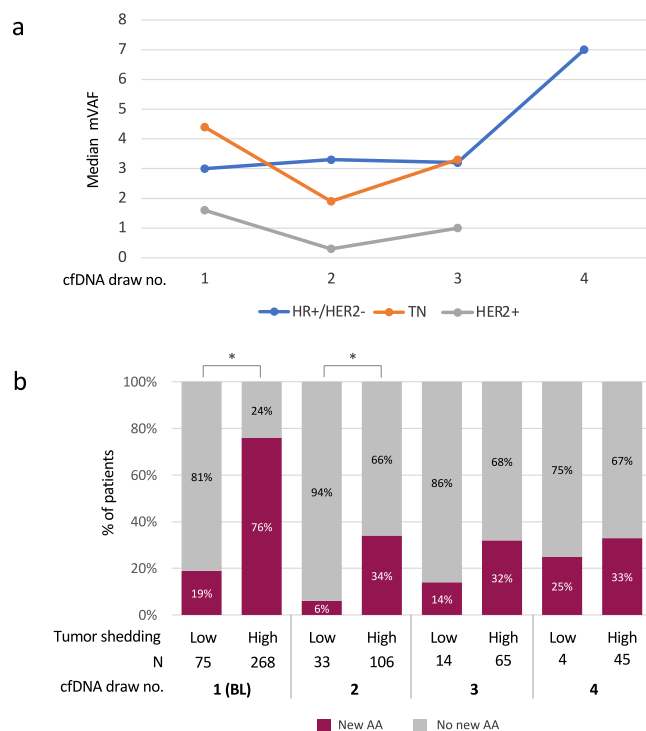 a
8
7
6
5
4
3
2
1
0
Median mVAF
cfDNA draw no. 1 2 3 4
HR+/HER2- TN HER2+
b
* *
100%
80%
60%
40%
20%
0%
% of patients
81% 24% 94% 66% 86% 68% 75% 67%
19% 76% 6% 34% 14% 32% 25% 33%
Tumor shedding Low High Low High Low High Low High
N 75 268 33 106 14 65 4 45
cfDNA draw no. 1 (BL) 2 3 4
New AA No new AA